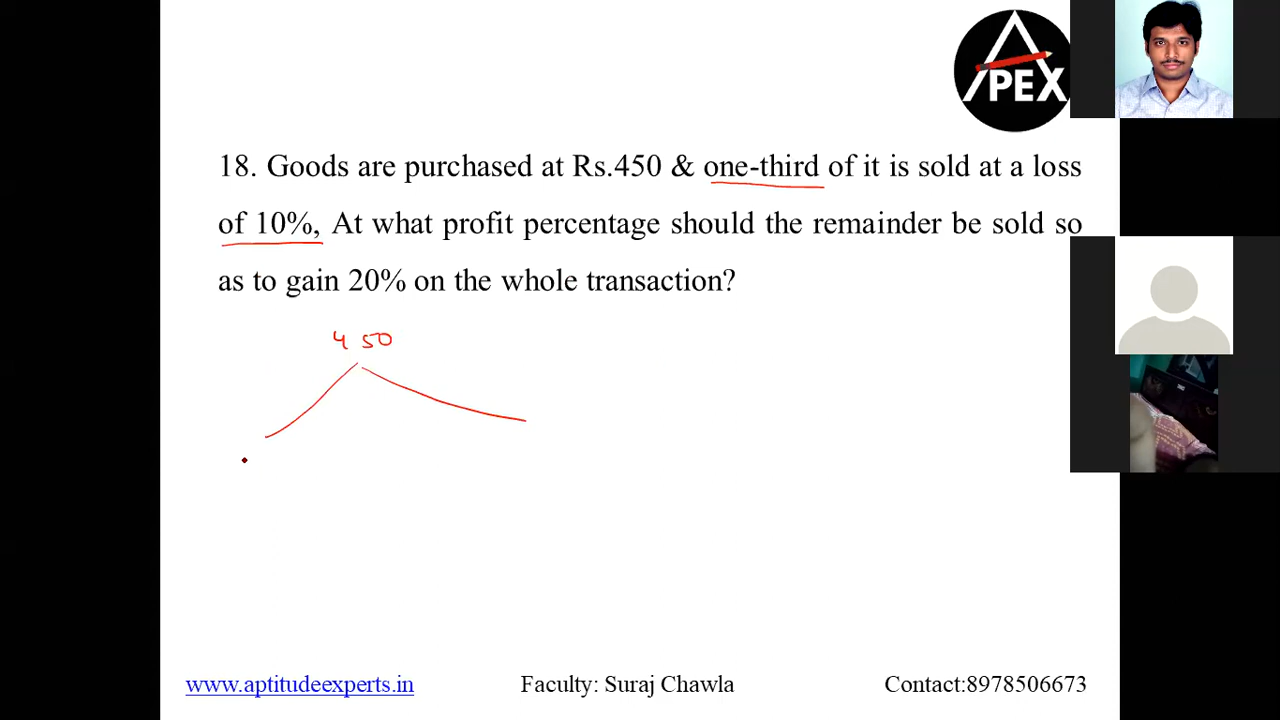 APEX
18. Goods are purchased at Rs.450 & one-third of it is sold at a loss
of 10%, At what profit percentage should the remainder be sold so
as to gain 20% on the whole transaction?
450
www.aptitudeexperts.in Faculty: Suraj Chawla Contact:8978506673